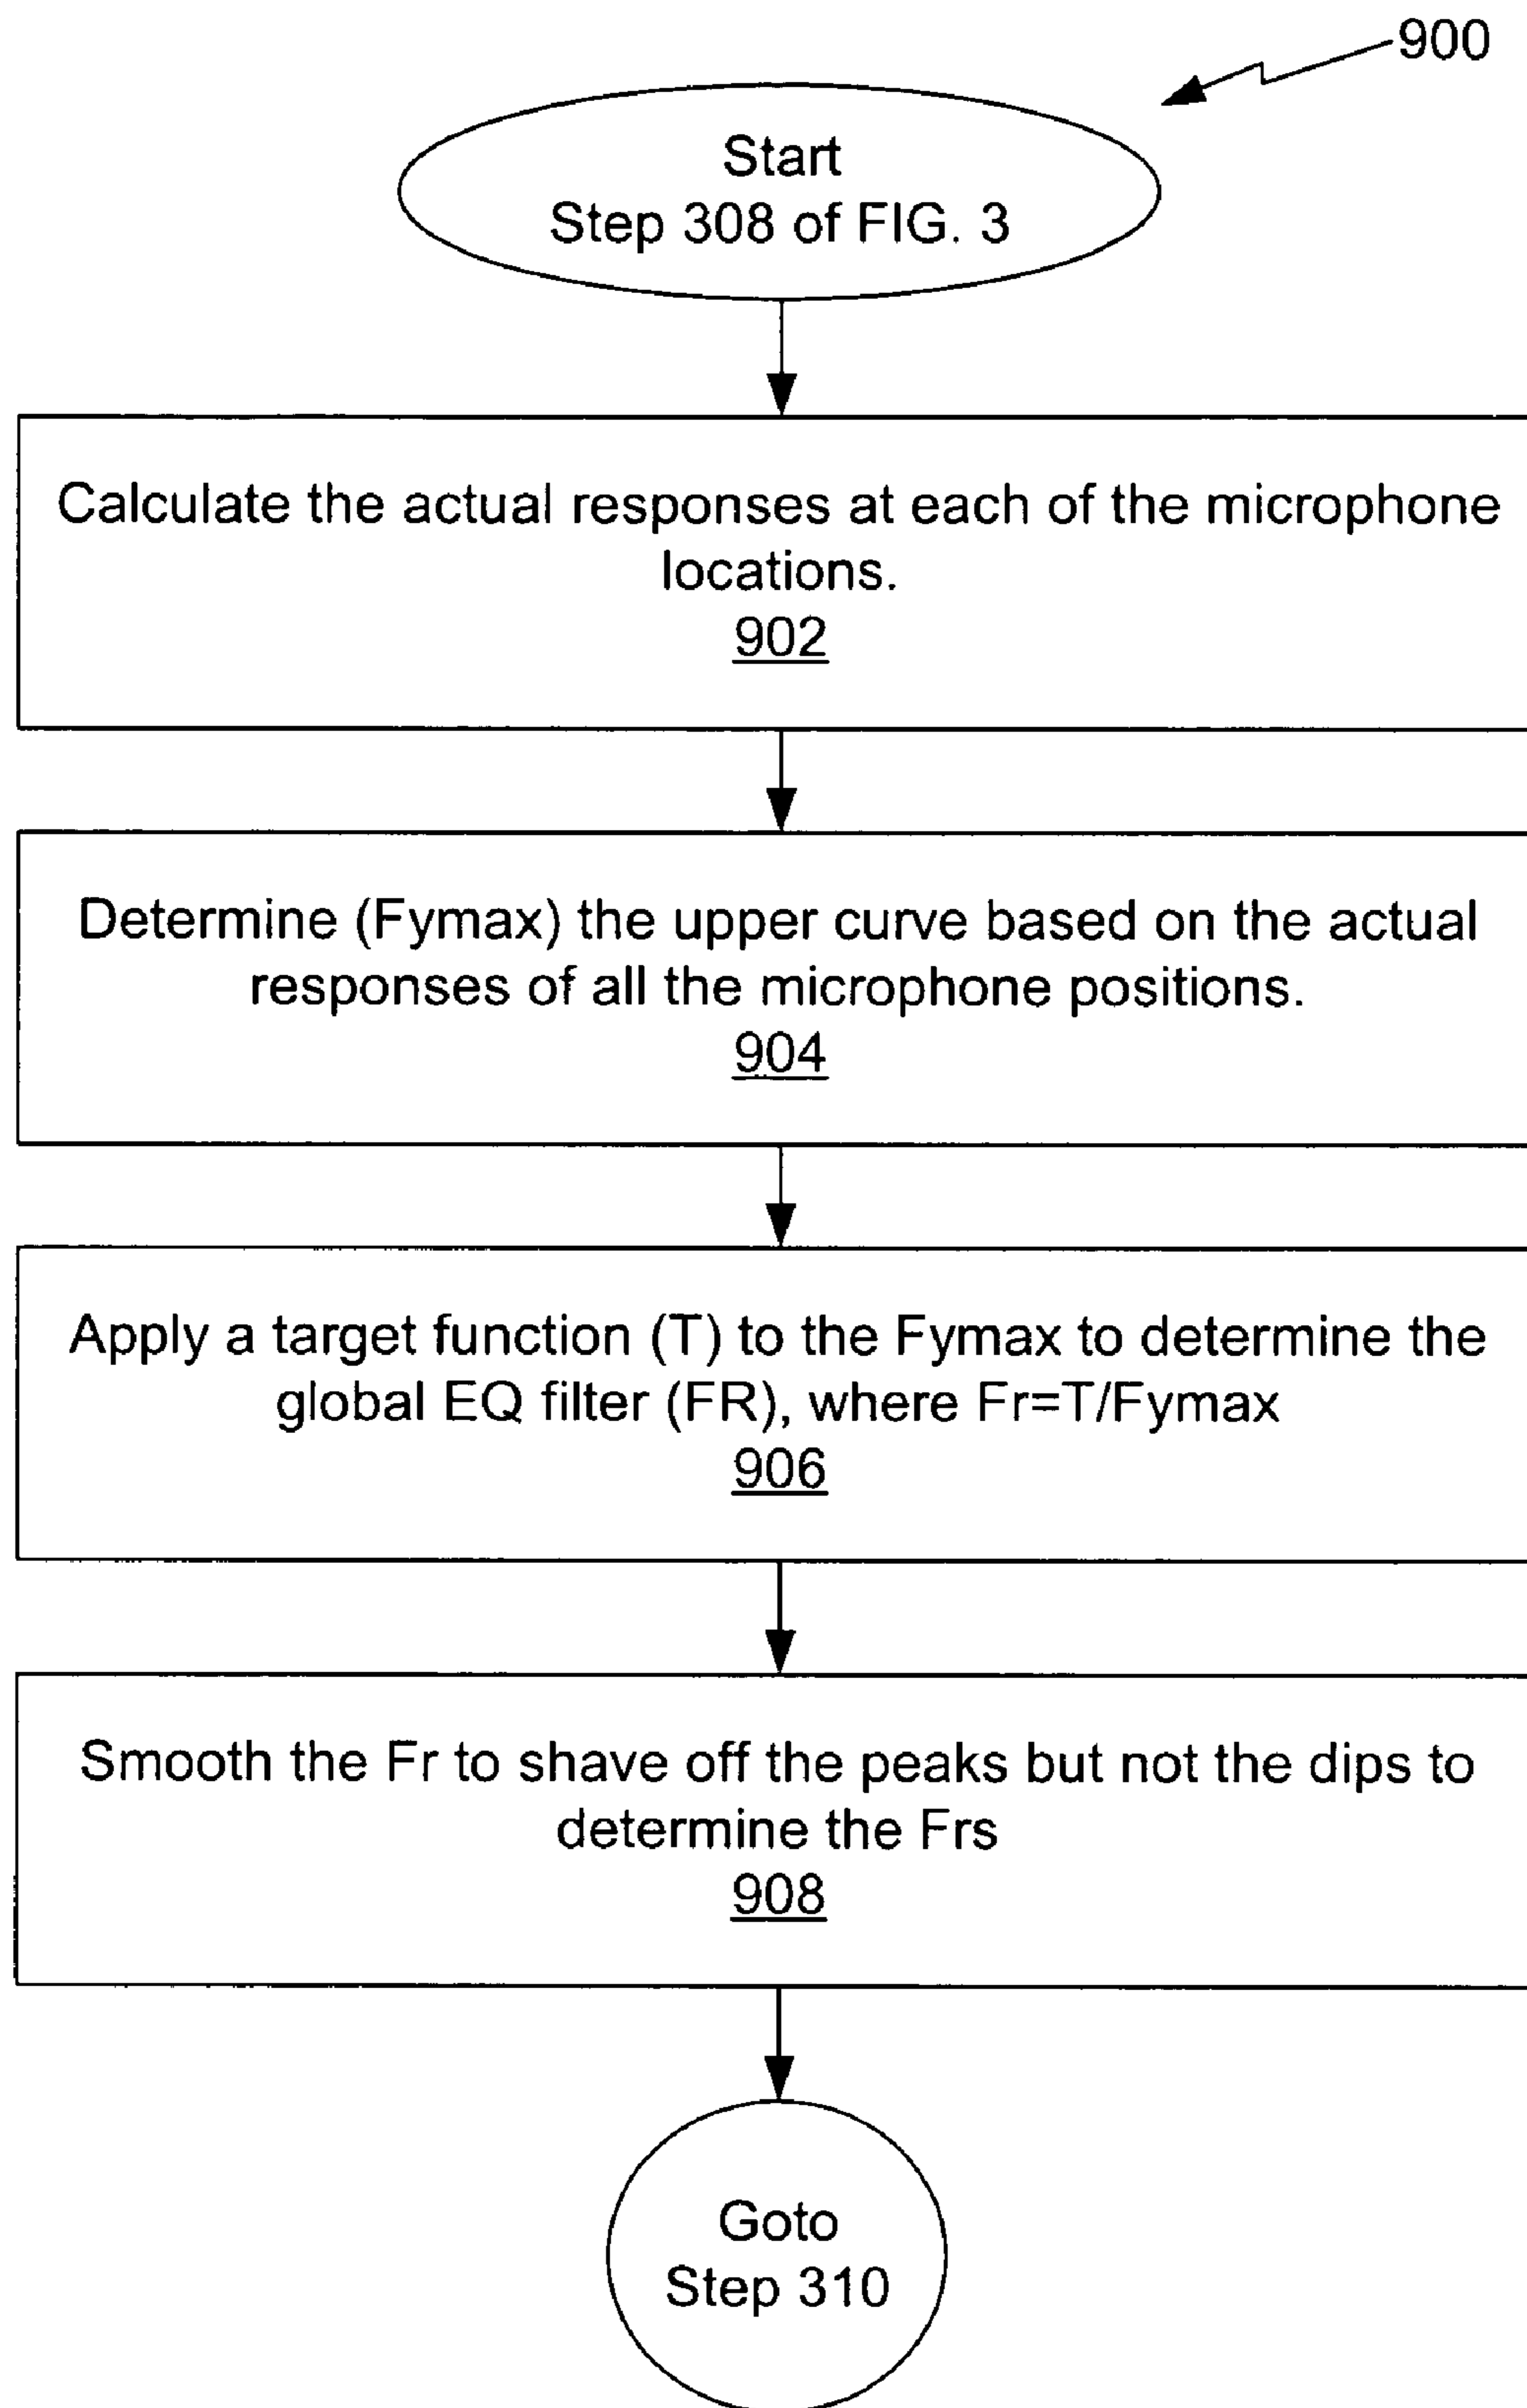 900
Start
Step 308 of FIG. 3
Calculate the actual responses at each of the microphone
locations.
902
Determine (Fymax) the upper curve based on the actual
responses of all the microphone positions.
904
Apply a target function (T) to the Fymax to determine the
global EQ filter (FR), where Fr=T/Fymax
906
Smooth the Fr to shave off the peaks but not the dips to
determine the Frs
908
Goto
Step 310